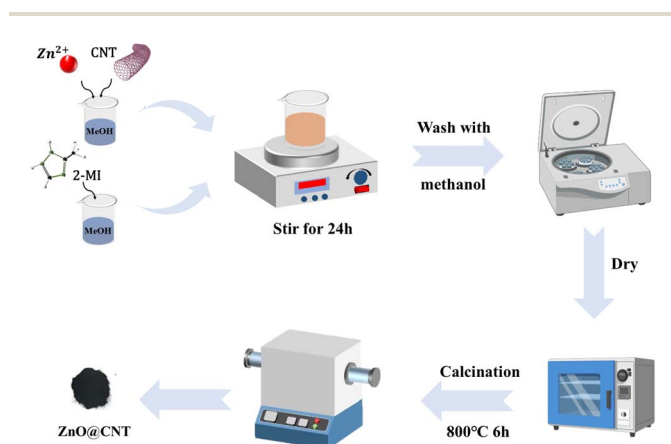 Zn²⁺ CNT
MeOH
2-MI
MeOH
Stir for 24h
Wash with
methanol
Dry
Calcination
800℃ 6h
ZnO@CNT